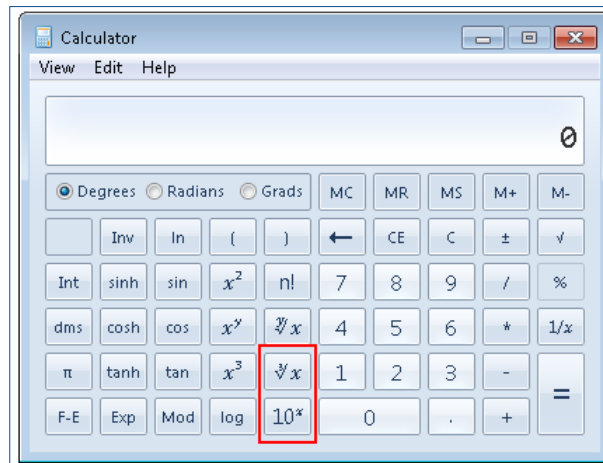 Calculator
View Edit Help
0
Degrees Radians Grads MC MR MS M+ M-
Inv ln ( ) ← CE C ± √
Int sinh sin x² n! 7 8 9 / %
dms cosh cos xʸ ʸ√x 4 5 6 * 1/x
π tanh tan x³ ³√x 1 2 3 - =
F-E Exp Mod log 10ˣ 0 . +